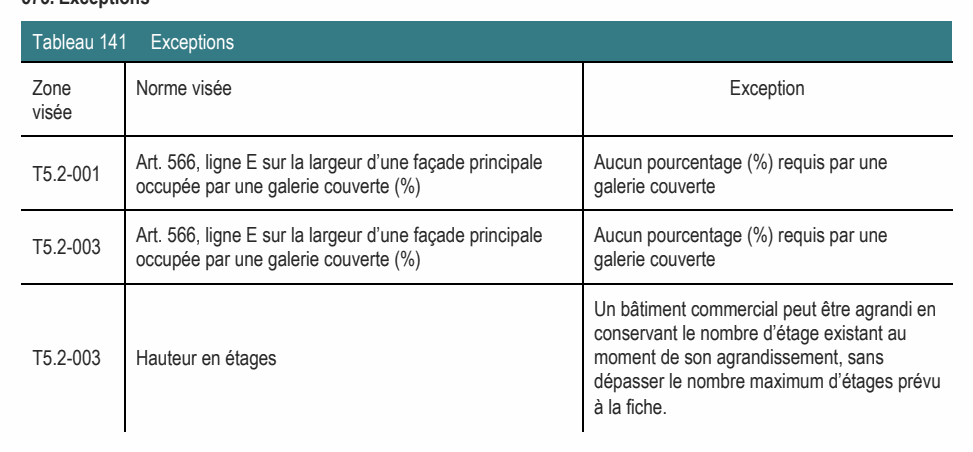 570. Exceptions
Tableau 141 Exceptions
Zone
visée
Norme visée
Exception
T5.2-001
Art. 566, ligne E sur la largeur d’une façade principale
occupée par une galerie couverte (%)
Aucun pourcentage (%) requis par une
galerie couverte
T5.2-003
Art. 566, ligne E sur la largeur d’une façade principale
occupée par une galerie couverte (%)
Aucun pourcentage (%) requis par une
galerie couverte
T5.2-003
Hauteur en étages
Un bâtiment commercial peut être agrandi en
conservant le nombre d’étage existant au
moment de son agrandissement, sans
dépasser le nombre maximum d’étages prévu
à la fiche.